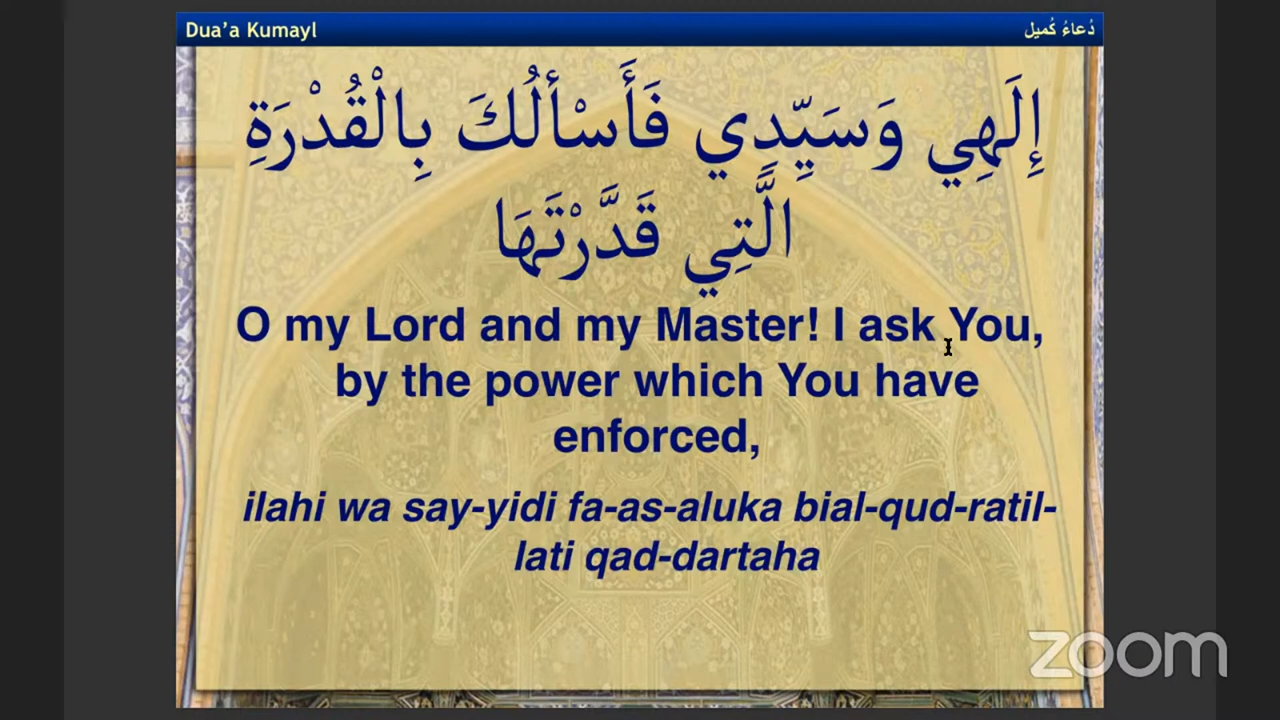 Dua’a Kumayl
دُعاءُ كُميل
إِلَهِي وَسَيِّدِي فَأَسْأَلُكَ بِالْقُدْرَةِ
الَّتِي قَدَّرْتَهَا
O my Lord and my Master! I ask You,
by the power which You have
enforced,
ilahi wa say-yidi fa-as-aluka bial-qud-ratil-
lati qad-dartaha
zoom